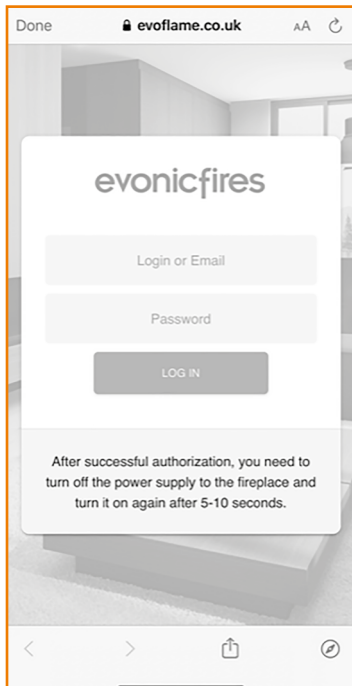 Done evoflame.co.uk AA
evonicfires
Login or Email
Password
LOG IN
After successful authorization, you need to
turn off the power supply to the fireplace and
turn it on again after 5-10 seconds.